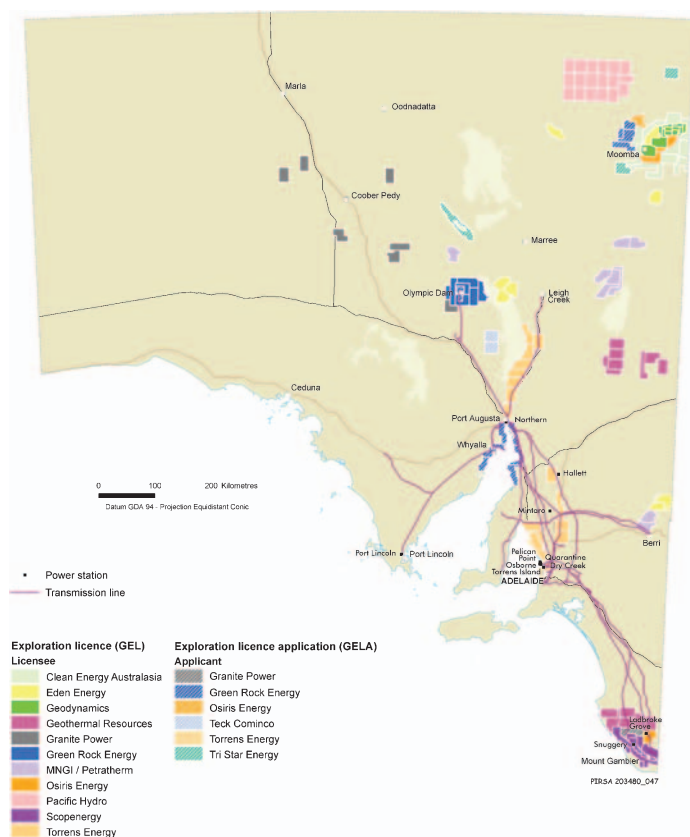 Marla
Oodnadatta
Moomba
Coober Pedy
Marree
Olympic Dam
Leigh
Creek
Ceduna
Port Augusta
Northern
Whyalla
Hallett
0 100 200 Kilometres
Datum GDA 94 - Projection Equidistant Conic
Mintaro
Berri
Port Lincoln
Port Lincoln
Pelican
Point
Quarantine
Osborne
Dry Creek
Torrens Island
ADELAIDE
Power station
Transmission line
Ladbroke
Grove
Snuggery
Mount Gambier
PIRSA 203480_047
Exploration licence (GEL)
Licensee
Clean Energy Australasia
Eden Energy
Geodynamics
Geothermal Resources
Granite Power
Green Rock Energy
MNGI / Petratherm
Osiris Energy
Pacific Hydro
Scopenergy
Torrens Energy
Exploration licence application (GELA)
Applicant
Granite Power
Green Rock Energy
Osiris Energy
Teck Cominco
Torrens Energy
Tri Star Energy